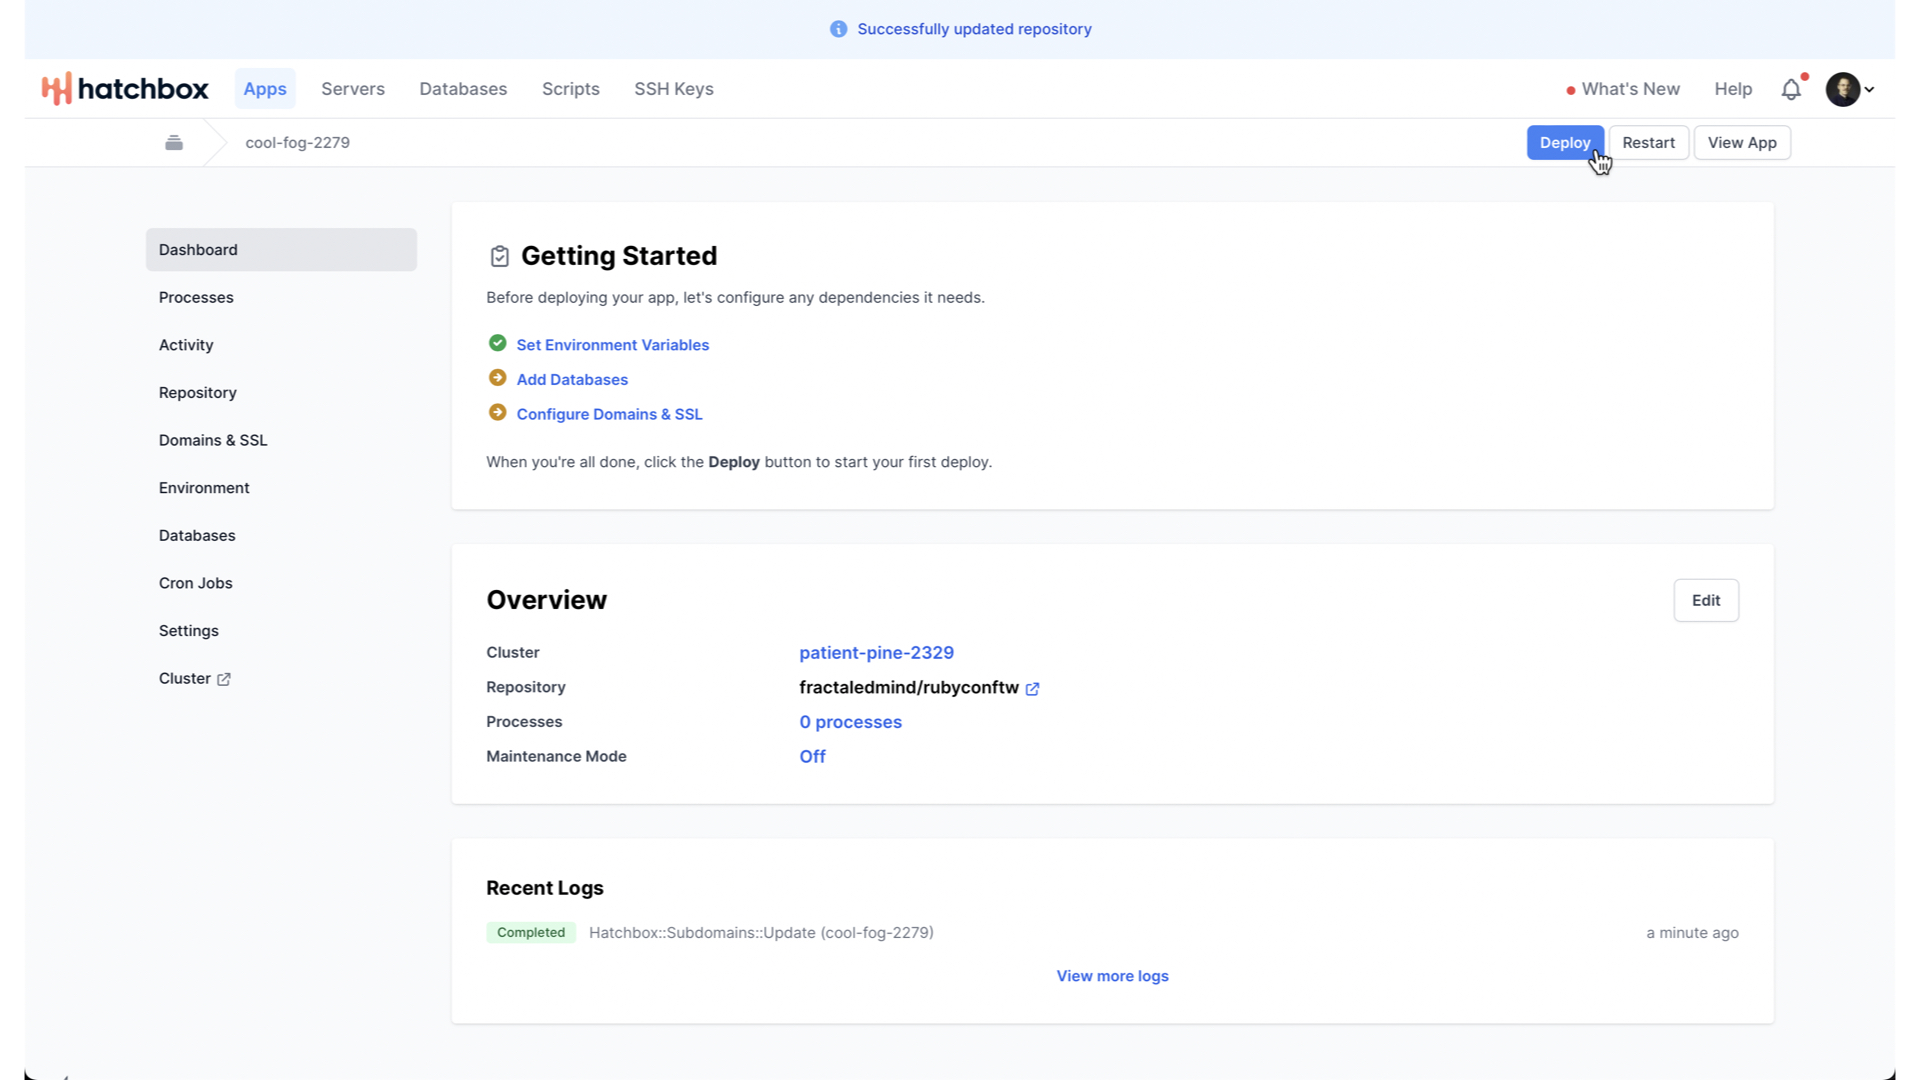 Successfully updated repository
hatchbox Apps Servers Databases Scripts SSH Keys What's New Help
cool-fog-2279 Deploy Restart View App
Dashboard
Processes
Activity
Repository
Domains & SSL
Environment
Databases
Cron Jobs
Settings
Cluster
Getting Started
Before deploying your app, let's configure any dependencies it needs.
Set Environment Variables
Add Databases
Configure Domains & SSL
When you're all done, click the Deploy button to start your first deploy.
Overview Edit
Cluster patient-pine-2329
Repository fractaledmind/rubyconftw
Processes 0 processes
Maintenance Mode Off
Recent Logs
Completed Hatchbox::Subdomains::Update (cool-fog-2279) a minute ago
View more logs